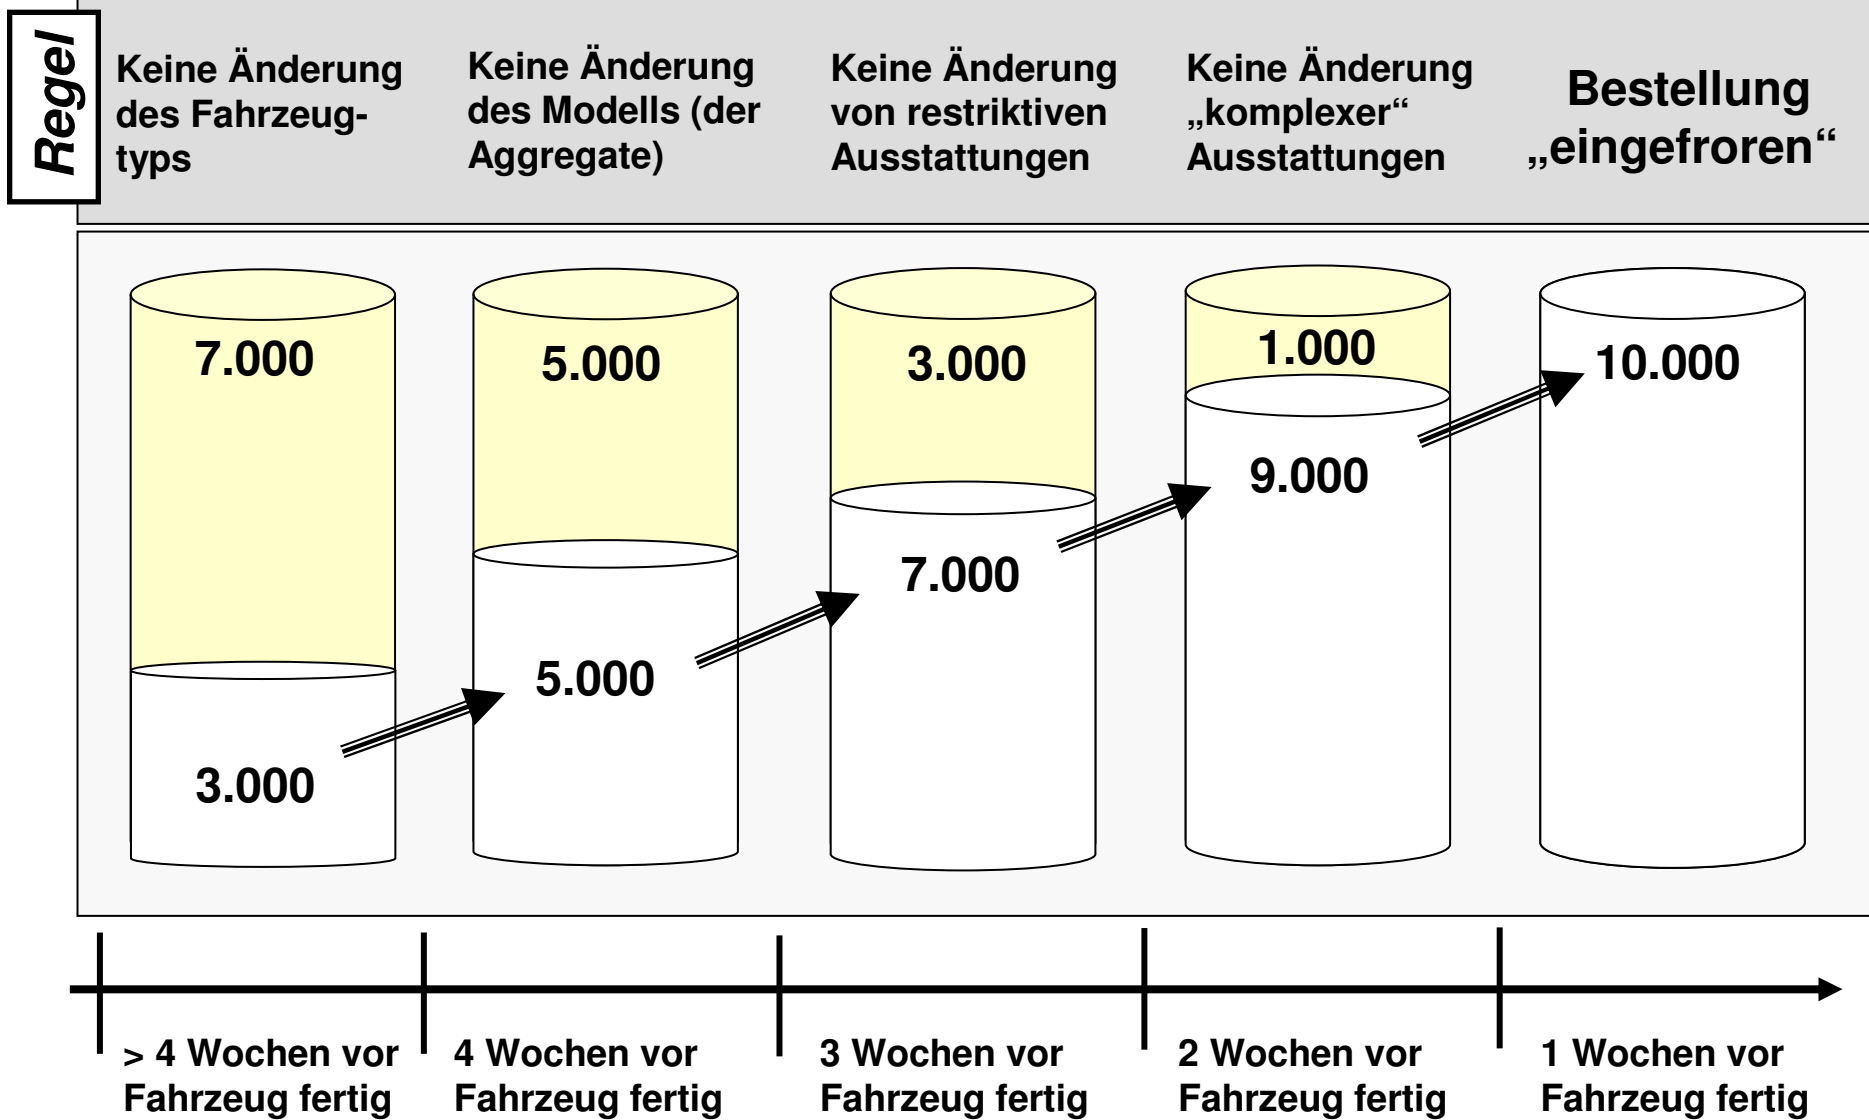 Regel
Keine Änderung
des Fahrzeug-
typs
Keine Änderung
des Modells (der
Aggregate)
Keine Änderung
von restriktiven
Ausstattungen
Keine Änderung
„komplexer“
Ausstattungen
Bestellung
„eingefroren“
7.000
5.000
3.000
1.000
10.000
3.000
5.000
7.000
9.000
> 4 Wochen vor
Fahrzeug fertig
4 Wochen vor
Fahrzeug fertig
3 Wochen vor
Fahrzeug fertig
2 Wochen vor
Fahrzeug fertig
1 Wochen vor
Fahrzeug fertig